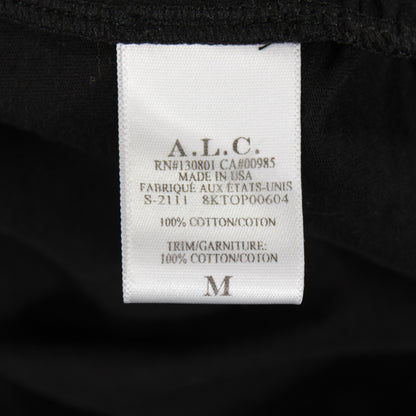 A.L.C.
RN#130801 CA#00985
MADE IN USA
FABRIQUÉ AUX ÉTATS-UNIS
S-2111 8KTOP00604
100% COTTON/COTON
TRIM/GARNITURE:
100% COTTON/COTON
M